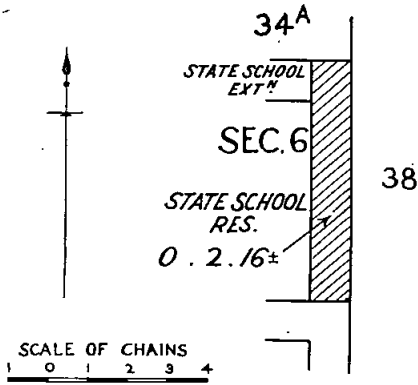 34A
STATE SCHOOL
EXTN
SEC. 6
38
STATE SCHOOL
RES.
0 . 2 . 16±
SCALE OF CHAINS
1 0 1 2 3 4